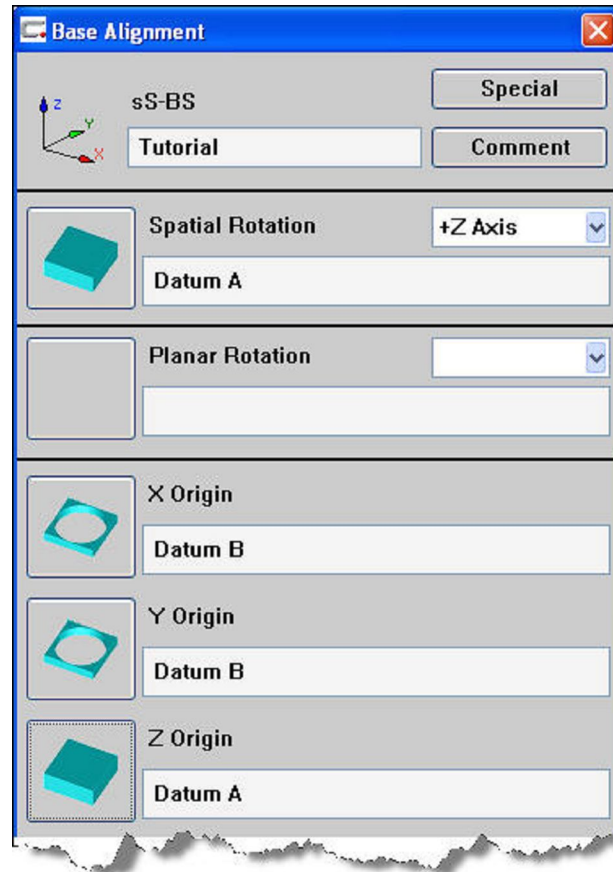 Base Alignment
Z
Y
X
sS-BS
Special
Tutorial
Comment
Spatial Rotation
+Z Axis
Datum A
Planar Rotation
X Origin
Datum B
Y Origin
Datum B
Z Origin
Datum A